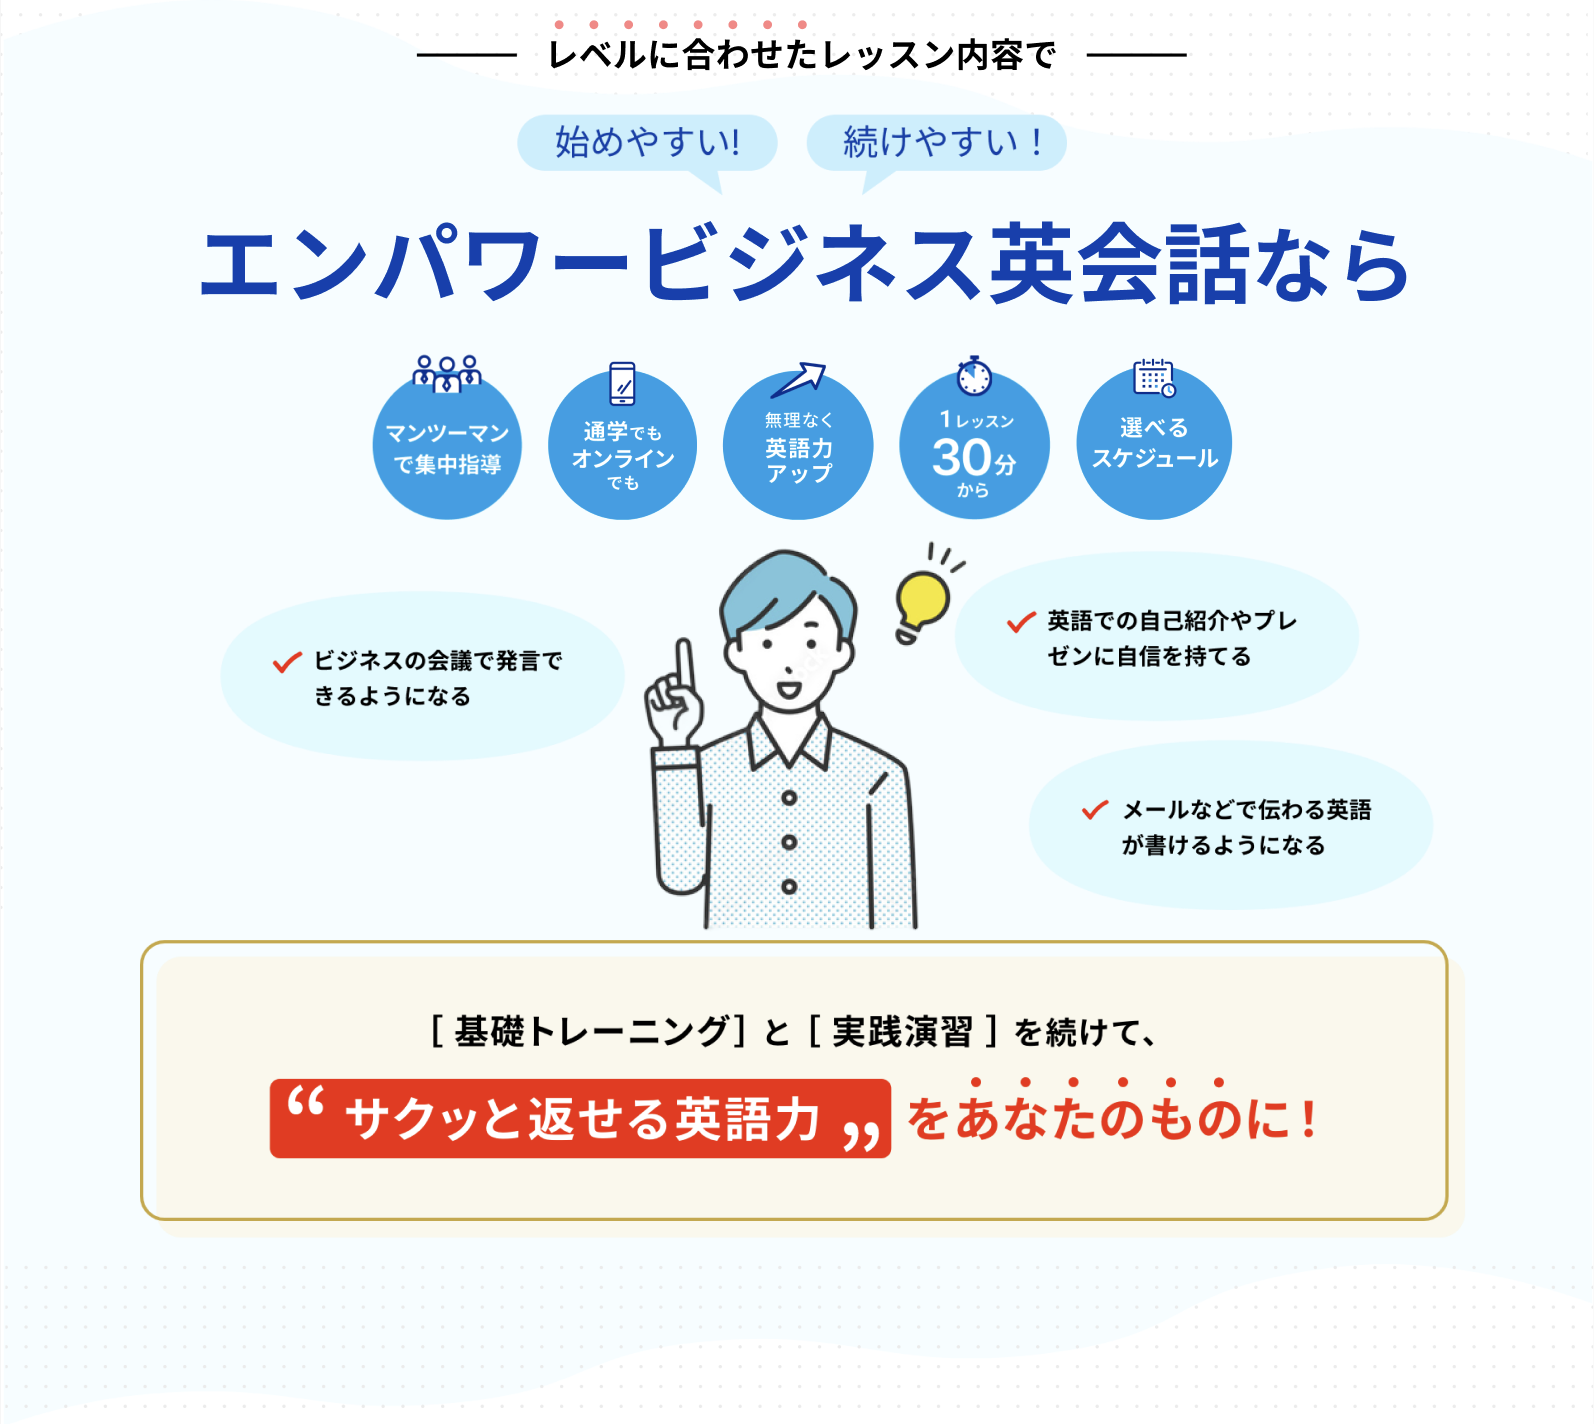 レベルに合わせたレッスン内容で
始めやすい!
続けやすい！
エンパワービジネス英会話なら
マンツーマン
で集中指導
通学でも
オンライン
でも
無理なく
英語力
アップ
1レッスン
30分
から
選べる
スケジュール
ビジネスの会議で発言で
きるようになる
英語での自己紹介やプレ
ゼンに自信を持てる
メールなどで伝わる英語
が書けるようになる
[ 基礎トレーニング] と [ 実践演習 ] を続けて、
“ サクッと返せる英語力 ” をあなたのものに！